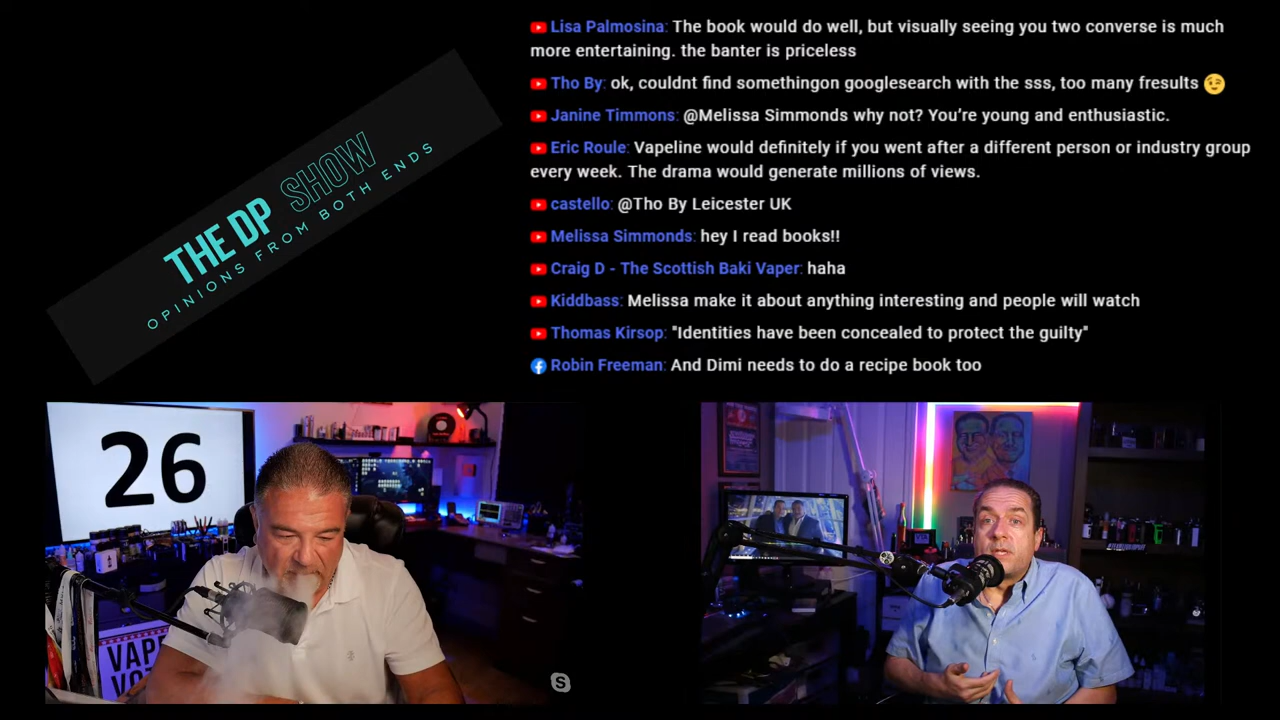 THE DP SHOW
OPINIONS FROM BOTH ENDS
Lisa Palmosina: The book would do well, but visually seeing you two converse is much
more entertaining. the banter is priceless
Tho By: ok, couldnt find somethingon googlesearch with the sss, too many fresults 😉
Janine Timmons: @Melissa Simmonds why not? You’re young and enthusiastic.
Eric Roule: Vapeline would definitely if you went after a different person or industry group
every week. The drama would generate millions of views.
castello: @Tho By Leicester UK
Melissa Simmonds: hey I read books!!
Craig D - The Scottish Baki Vaper: haha
Kiddbass: Melissa make it about anything interesting and people will watch
Thomas Kirsop: "Identities have been concealed to protect the guilty"
Robin Freeman: And Dimi needs to do a recipe book too
26
VAPE
VOT
S